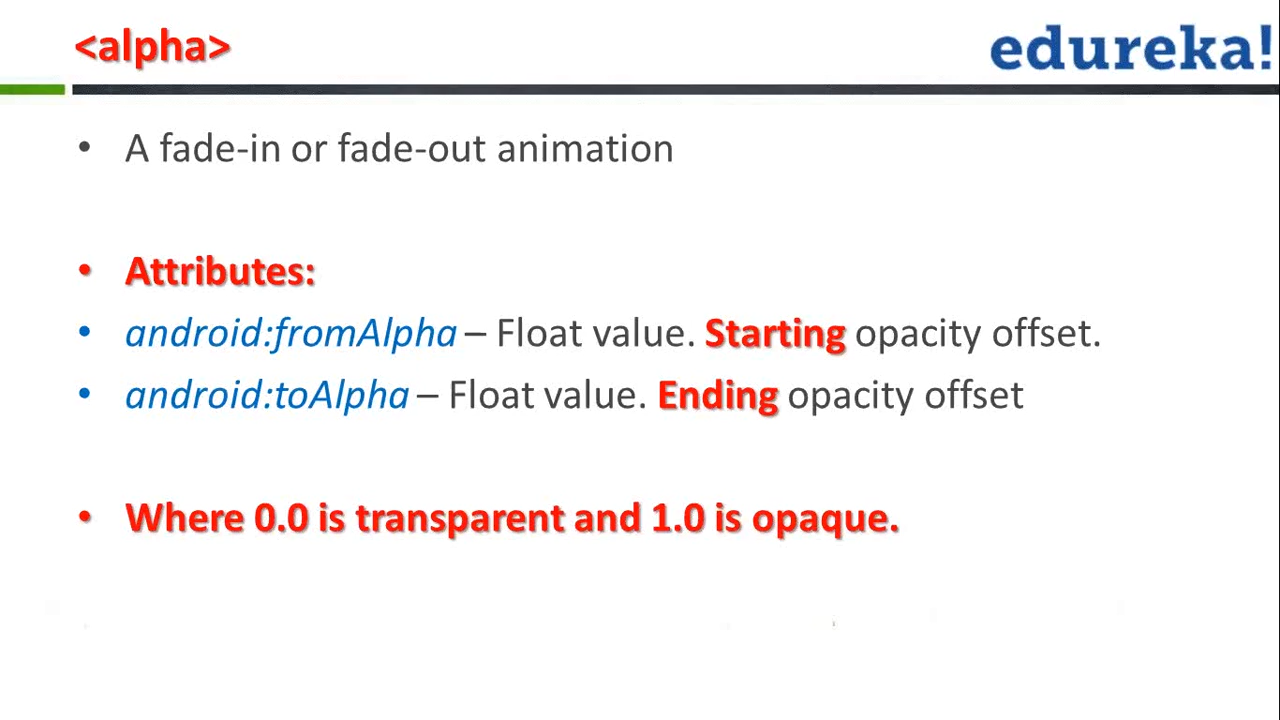 <alpha>
edureka!
• A fade-in or fade-out animation
• Attributes:
• android:fromAlpha – Float value. Starting opacity offset.
• android:toAlpha – Float value. Ending opacity offset
• Where 0.0 is transparent and 1.0 is opaque.